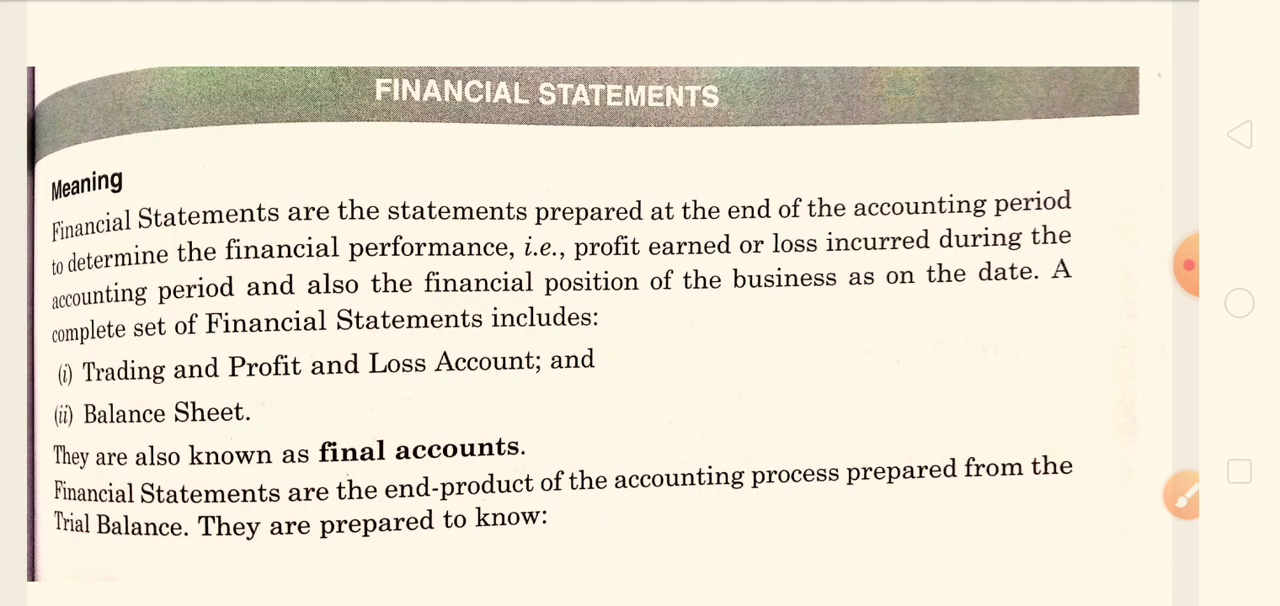 FINANCIAL STATEMENTS
Meaning
Financial Statements are the statements prepared at the end of the accounting period
to determine the financial performance, i.e., profit earned or loss incurred during the
accounting period and also the financial position of the business as on the date. A
complete set of Financial Statements includes:
(i) Trading and Profit and Loss Account; and
(ii) Balance Sheet.
They are also known as final accounts.
Financial Statements are the end-product of the accounting process prepared from the
Trial Balance. They are prepared to know: